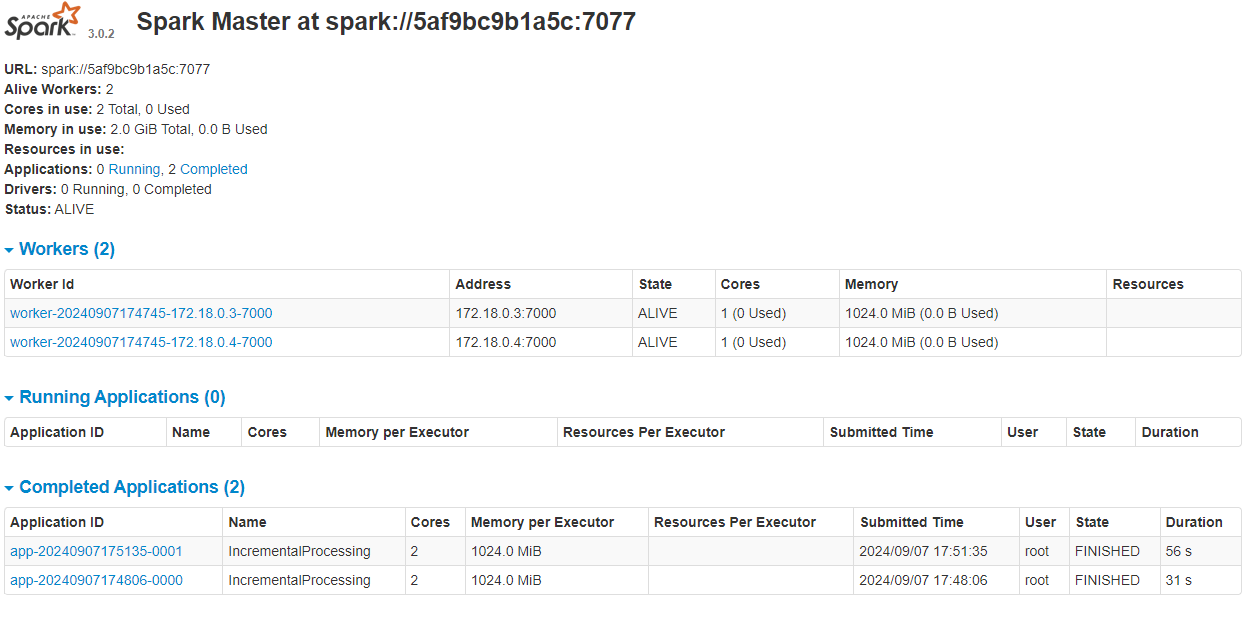 APACHE Spark 3.0.2 Spark Master at spark://5af9bc9b1a5c:7077
URL: spark://5af9bc9b1a5c:7077
Alive Workers: 2
Cores in use: 2 Total, 0 Used
Memory in use: 2.0 GiB Total, 0.0 B Used
Resources in use:
Applications: 0 Running, 2 Completed
Drivers: 0 Running, 0 Completed
Status: ALIVE
Workers (2)
Worker Id Address State Cores Memory Resources
worker-20240907174745-172.18.0.3-7000 172.18.0.3:7000 ALIVE 1 (0 Used) 1024.0 MiB (0.0 B Used)
worker-20240907174745-172.18.0.4-7000 172.18.0.4:7000 ALIVE 1 (0 Used) 1024.0 MiB (0.0 B Used)
Running Applications (0)
Application ID Name Cores Memory per Executor Resources Per Executor Submitted Time User State Duration
Completed Applications (2)
Application ID Name Cores Memory per Executor Resources Per Executor Submitted Time User State Duration
app-20240907175135-0001 IncrementalProcessing 2 1024.0 MiB 2024/09/07 17:51:35 root FINISHED 56 s
app-20240907174806-0000 IncrementalProcessing 2 1024.0 MiB 2024/09/07 17:48:06 root FINISHED 31 s